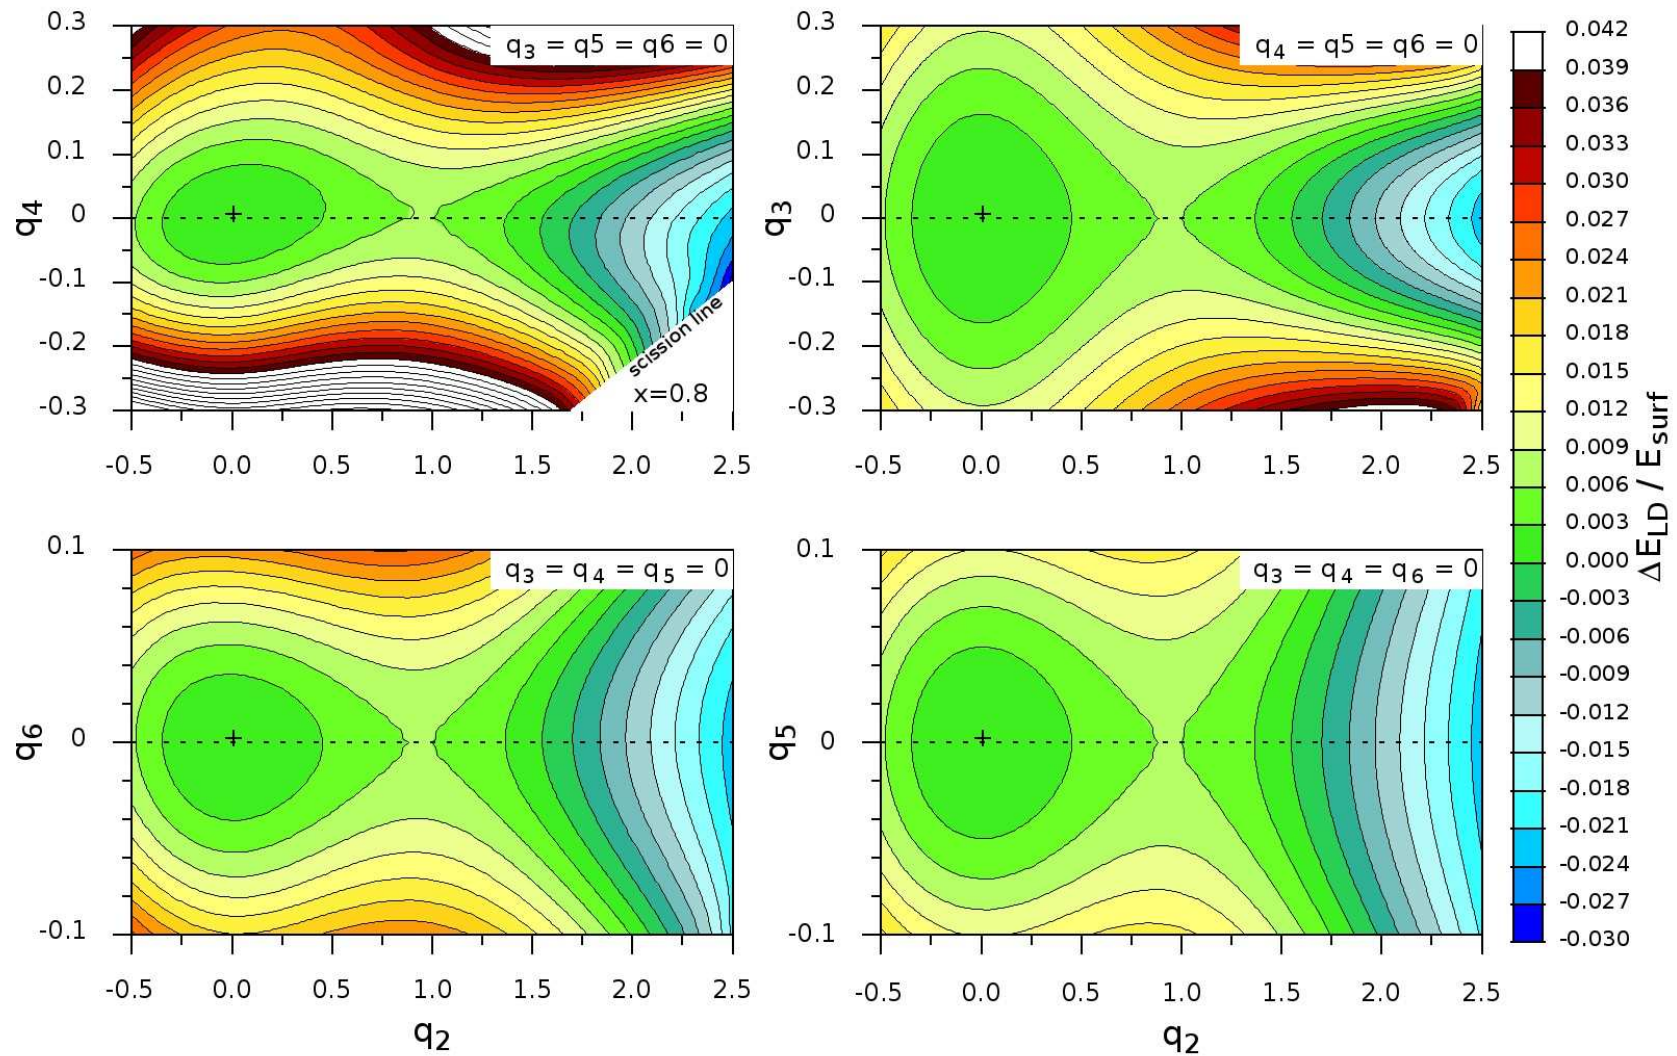 0.3
0.2
0.1
0
-0.1
-0.2
-0.3
q4
q3 = q5 = q6 = 0
scission line
x=0.8
-0.5 0.0 0.5 1.0 1.5 2.0 2.5
0.3
0.2
0.1
0
-0.1
-0.2
-0.3
q3
q4 = q5 = q6 = 0
-0.5 0.0 0.5 1.0 1.5 2.0 2.5
0.1
0
-0.1
q6
q3 = q4 = q5 = 0
-0.5 0.0 0.5 1.0 1.5 2.0 2.5
q2
0.1
0
-0.1
q5
q3 = q4 = q6 = 0
-0.5 0.0 0.5 1.0 1.5 2.0 2.5
q2
0.042
0.039
0.036
0.033
0.030
0.027
0.024
0.021
0.018
0.015
0.012
0.009
0.006
0.003
0.000
-0.003
-0.006
-0.009
-0.012
-0.015
-0.018
-0.021
-0.024
-0.027
-0.030
ΔELD / Esurf